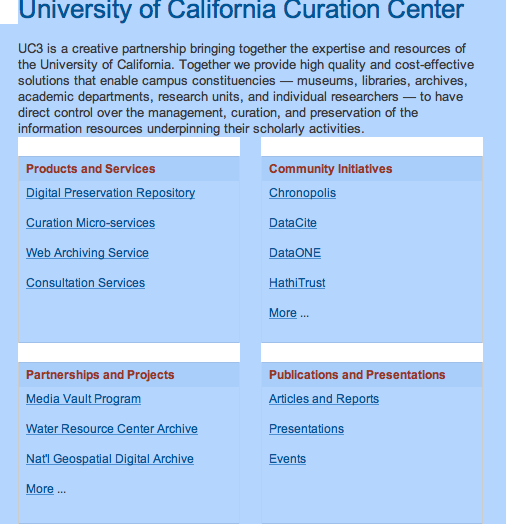 University of California Curation Center
UC3 is a creative partnership bringing together the expertise and resources of
the University of California. Together we provide high quality and cost-effective
solutions that enable campus constituencies — museums, libraries, archives,
academic departments, research units, and individual researchers — to have
direct control over the management, curation, and preservation of the
information resources underpinning their scholarly activities.
Products and Services
Digital Preservation Repository
Curation Micro-services
Web Archiving Service
Consultation Services
Community Initiatives
Chronopolis
DataCite
DataONE
HathiTrust
More ...
Partnerships and Projects
Media Vault Program
Water Resource Center Archive
Nat'l Geospatial Digital Archive
More ...
Publications and Presentations
Articles and Reports
Presentations
Events